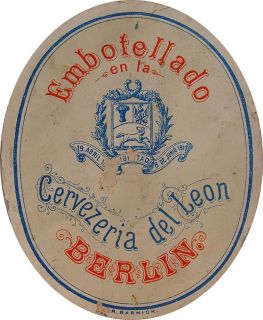 Embotellado
en la
Cervezeria del Leon
BERLIN.